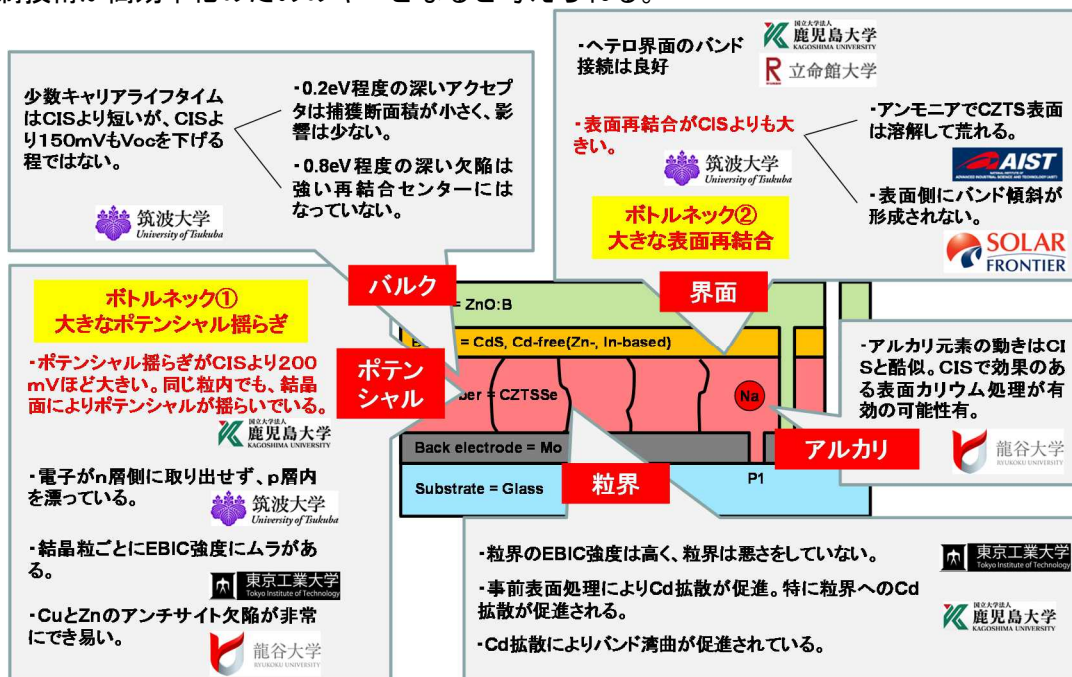 少数キャリアライフタイム
はCISより短いが、CISよ
り150mVもVocを下げる
程ではない。
筑波大学
University of Tsukuba
・0.2eV程度の深いアクセプ
タは捕獲断面積が小さく、影
響は少ない。
・0.8eV程度の深い欠陥は
強い再結合センターには
なっていない。
・ヘテロ界面のバンド
接続は良好
国立大学法人
鹿児島大学
KAGOSHIMA UNIVERSITY
R 立命館大学
・表面再結合がCISよりも大
きい。
筑波大学
University of Tsukuba
ボトルネック②
大きな表面再結合
・アンモニアでCZTS表面
は溶解して荒れる。
AIST
NATIONAL INSTITUTE OF
ADVANCED INDUSTRIAL SCIENCE AND TECHNOLOGY (AIST)
・表面側にバンド傾斜が
形成されない。
SOLAR
FRONTIER
ボトルネック①
大きなポテンシャル揺らぎ
・ポテンシャル揺らぎがCISより200
mVほど大きい。同じ粒内でも、結晶
面によりポテンシャルが揺らいでいる。
国立大学法人
鹿児島大学
KAGOSHIMA UNIVERSITY
・電子がn層側に取り出せず、p層内
を漂っている。
筑波大学
University of Tsukuba
・結晶粒ごとにEBIC強度にムラがあ
る。
東京工業大学
Tokyo Institute of Technology
・CuとZnのアンチサイト欠陥が非常
にでき易い。
龍谷大学
RYUKOKU UNIVERSITY
バルク
界面
ポテン
シャル
粒界
アルカリ
= ZnO:B
= CdS, Cd-free(Zn-, In-based)
ber = CZTSSe
Na
Back electrode = Mo
Substrate = Glass
P1
・アルカリ元素の動きはCI
Sと酷似。CISで効果のあ
る表面カリウム処理が有
効の可能性有。
龍谷大学
RYUKOKU UNIVERSITY
・粒界のEBIC強度は高く、粒界は悪さをしていない。
東京工業大学
Tokyo Institute of Technology
・事前表面処理によりCd拡散が促進。特に粒界へのCd
拡散が促進される。
国立大学法人
鹿児島大学
KAGOSHIMA UNIVERSITY
・Cd拡散によりバンド湾曲が促進されている。